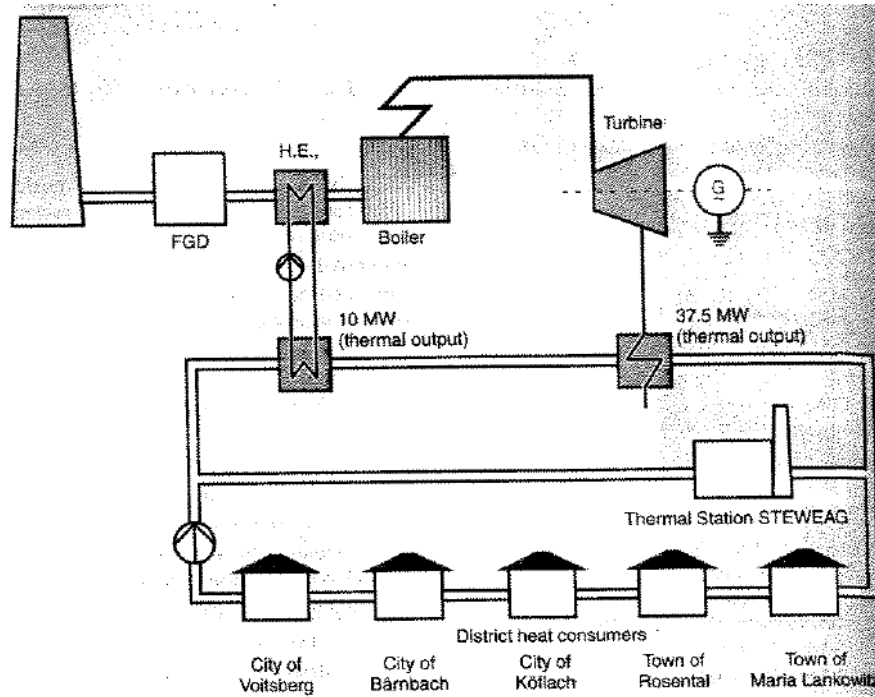 Turbine
H.E.,
G
FGD
Boiler
10 MW
(thermal output)
37.5 MW
(thermal output)
Thermal Station STEWEAG
District heat consumers
City of
Voitsberg
City of
Bärnbach
City of
Köflach
Town of
Rosental
Town of
Maria Lankowitz